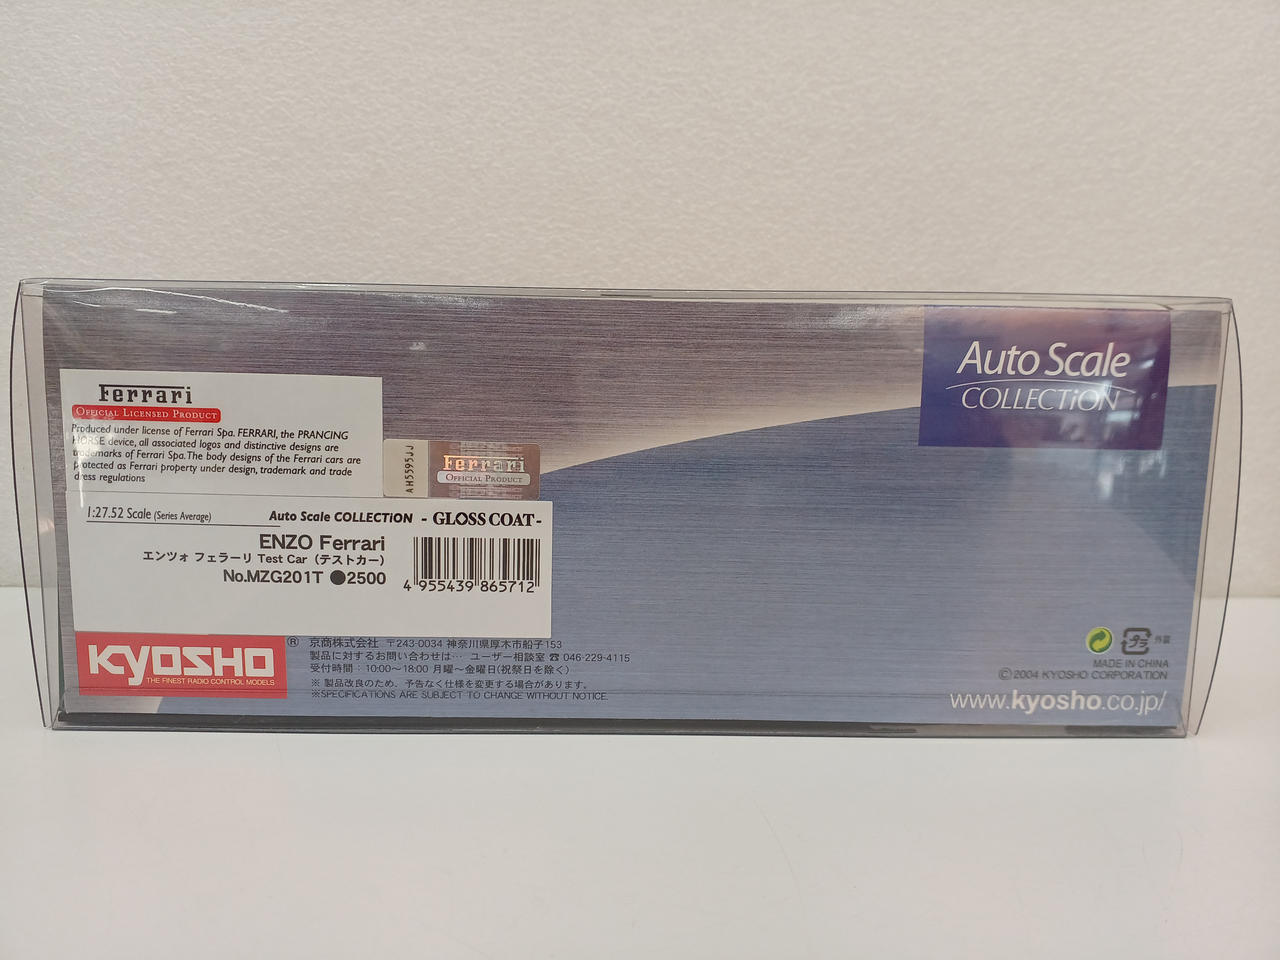 Auto Scale
COLLECTiON
Ferrari
OFFICIAL LICENSED PRODUCT
Produced under license of Ferrari Spa. FERRARI, the PRANCING
HORSE device, all associated logos and distinctive designs are
trademarks of Ferrari Spa. The body designs of the Ferrari cars are
protected as Ferrari property under design, trademark and trade
dress regulations
AH5595JJ
Ferrari
OFFICIAL PRODUCT
1:27.52 Scale (Series Average)
Auto Scale COLLECTiON - GLOSS COAT -
ENZO Ferrari
エンツォ フェラーリ Test Car (テストカー)
No.MZG201T ●2500
4 955439 865712
KYOSHO
THE FINEST RADIO CONTROL MODELS
® 京商株式会社 〒243-0034 神奈川県厚木市船子153
製品に対するお問い合わせは… ユーザー相談室 ☎ 046-229-4115
受付時間：10:00〜18:00 月曜〜金曜日(祝祭日を除く)
※ 製品改良のため、予告なく仕様を変更する場合があります。
※SPECIFICATIONS ARE SUBJECT TO CHANGE WITHOUT NOTICE.
プラ 外装
MADE IN CHINA
©2004 KYOSHO CORPORATION
www.kyosho.co.jp/